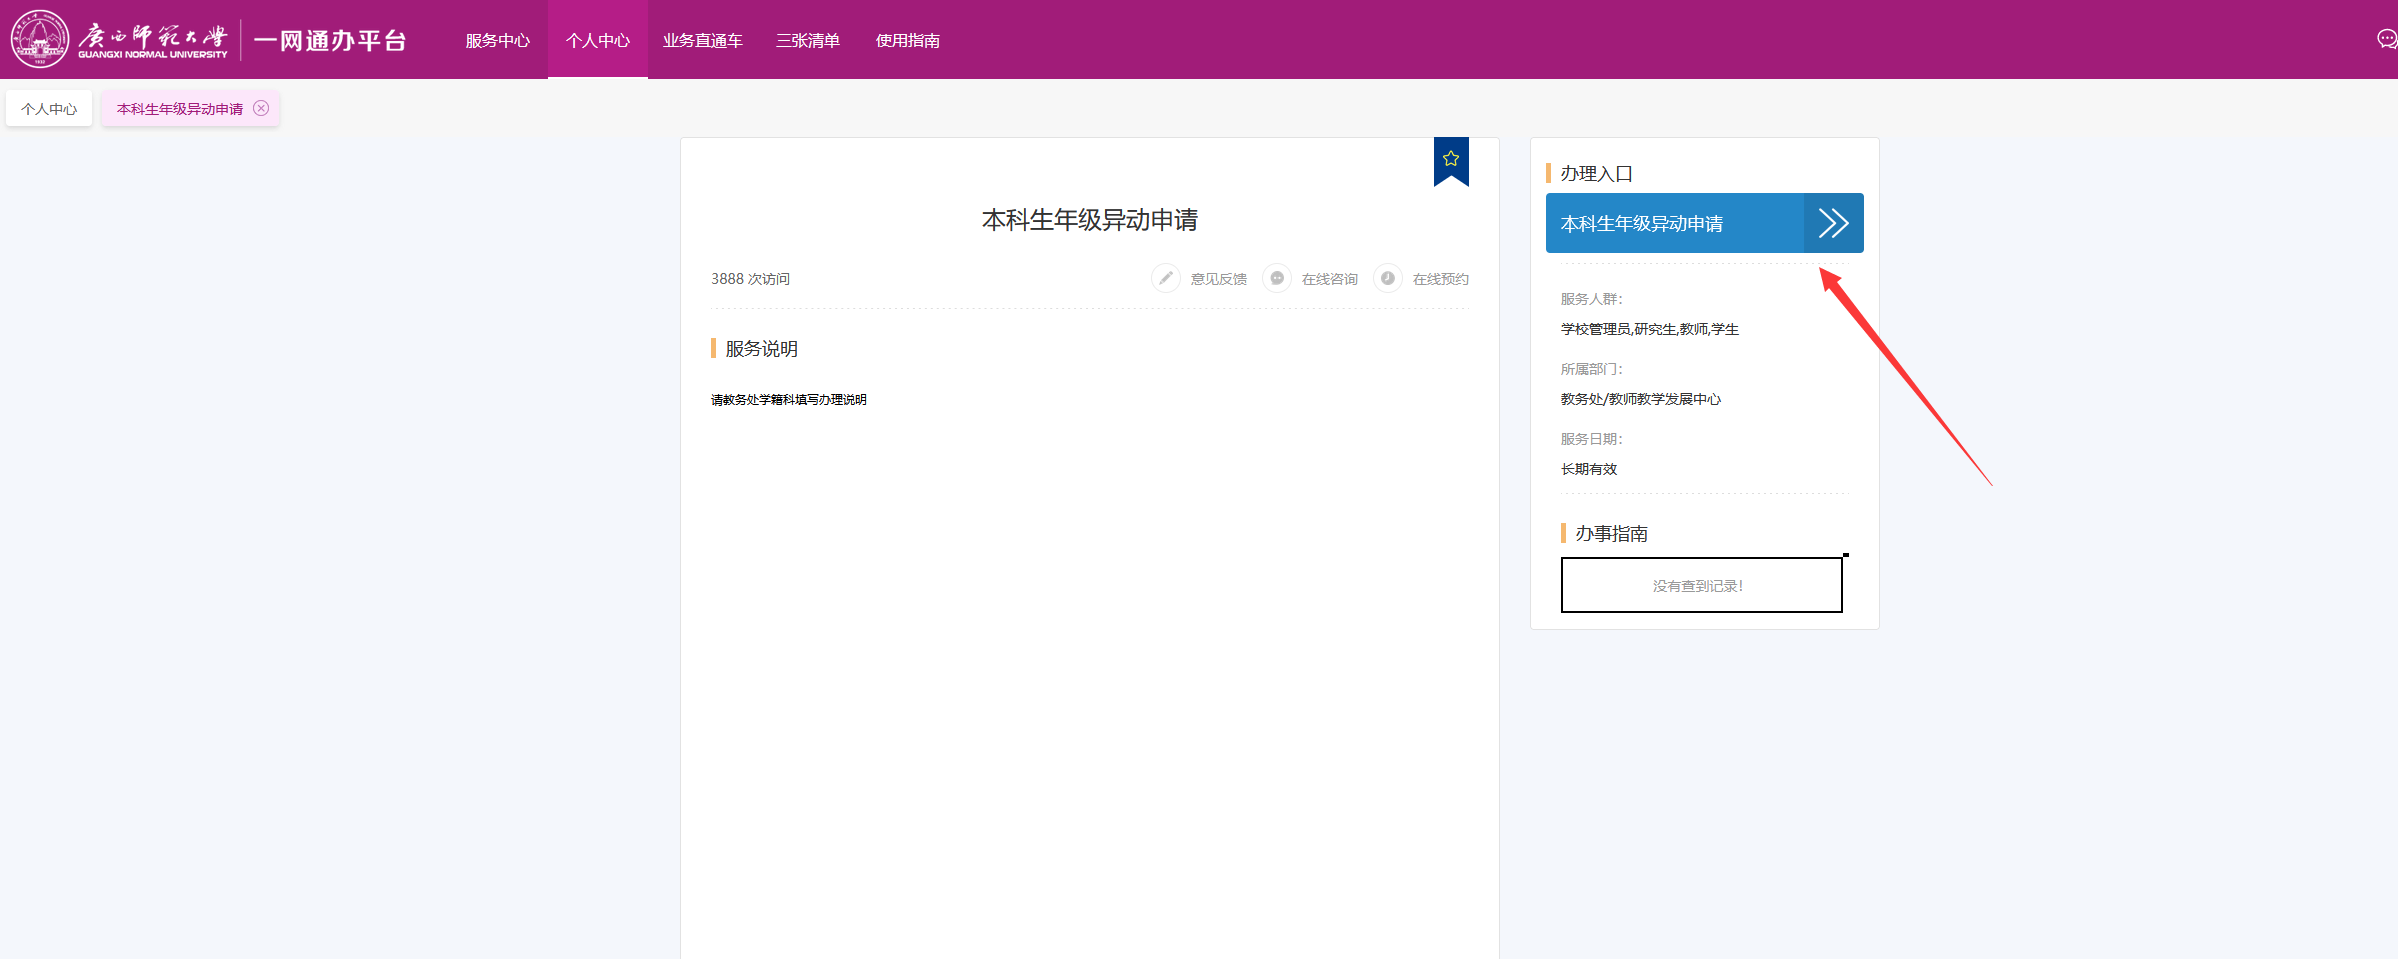 廣西師範大學
GUANGXI NORMAL UNIVERSITY
1932
一网通办平台
服务中心
个人中心
业务直通车
三张清单
使用指南
个人中心
本科生年级异动申请
本科生年级异动申请
3888 次访问
意见反馈
在线咨询
在线预约
服务说明
请教务处学籍科填写办理说明
办理入口
本科生年级异动申请
服务人群：
学校管理员,研究生,教师,学生
所属部门：
教务处/教师教学发展中心
服务日期：
长期有效
办事指南
没有查到记录！